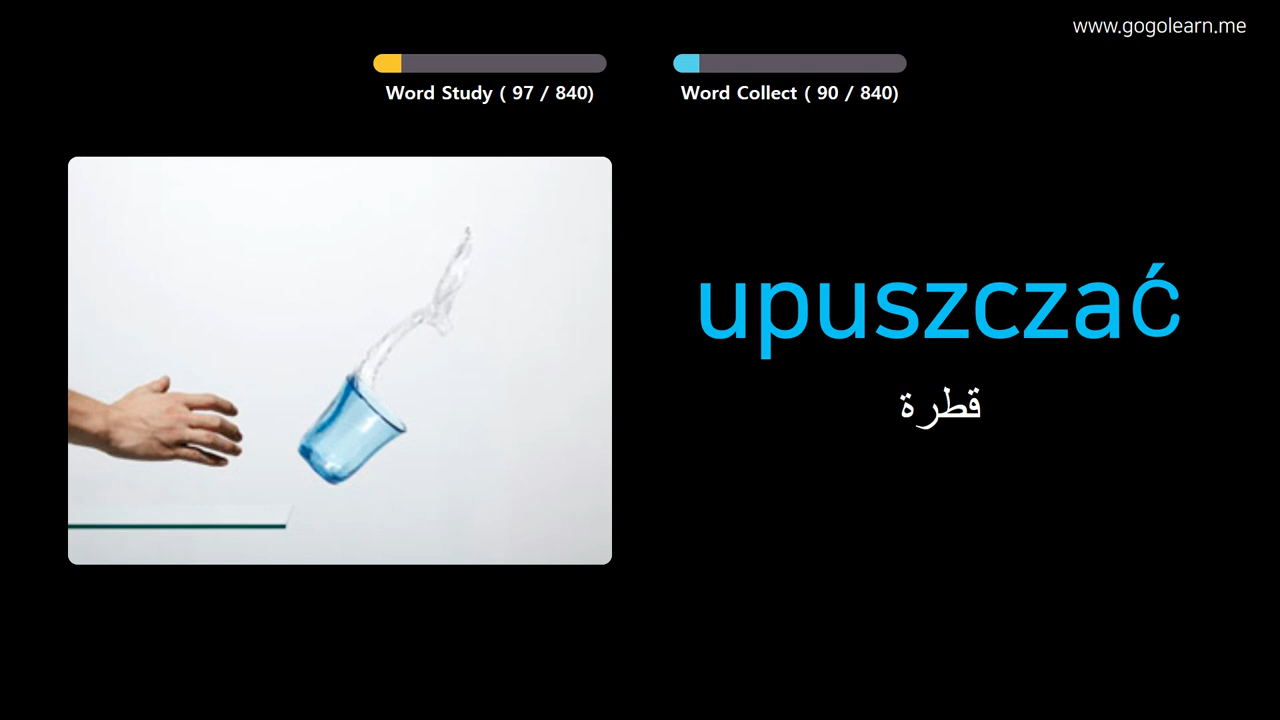 www.gogolearn.me
Word Study ( 97 / 840)
Word Collect ( 90 / 840)
upuszczać
قطرة